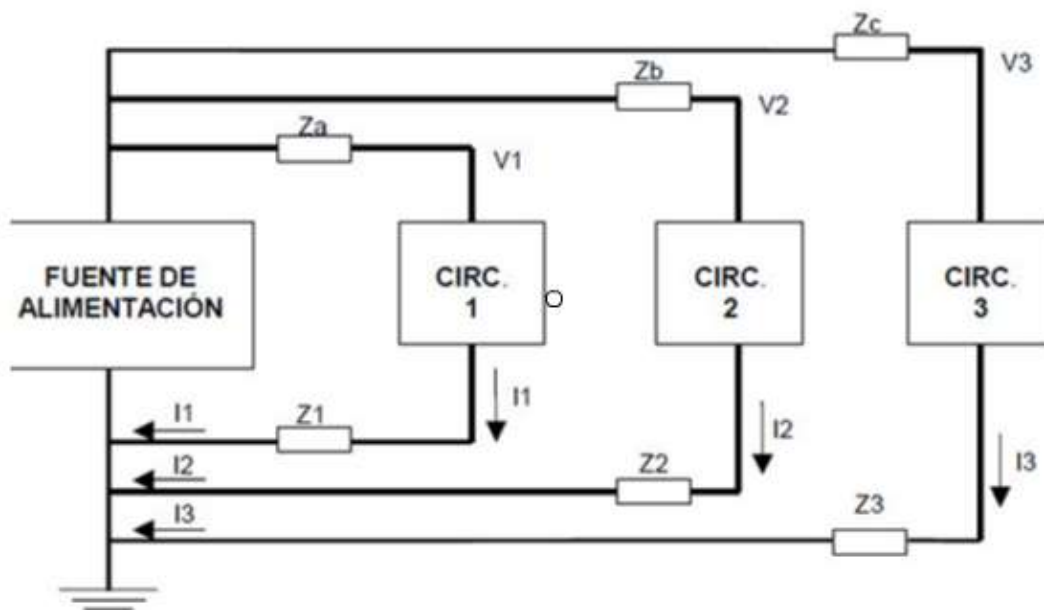 Zc
V3
Zb
V2
Za
V1
FUENTE DE
ALIMENTACIÓN
CIRC.
1
CIRC.
2
CIRC.
3
I1
Z1
I1
I2
Z2
I2
I3
Z3
I3